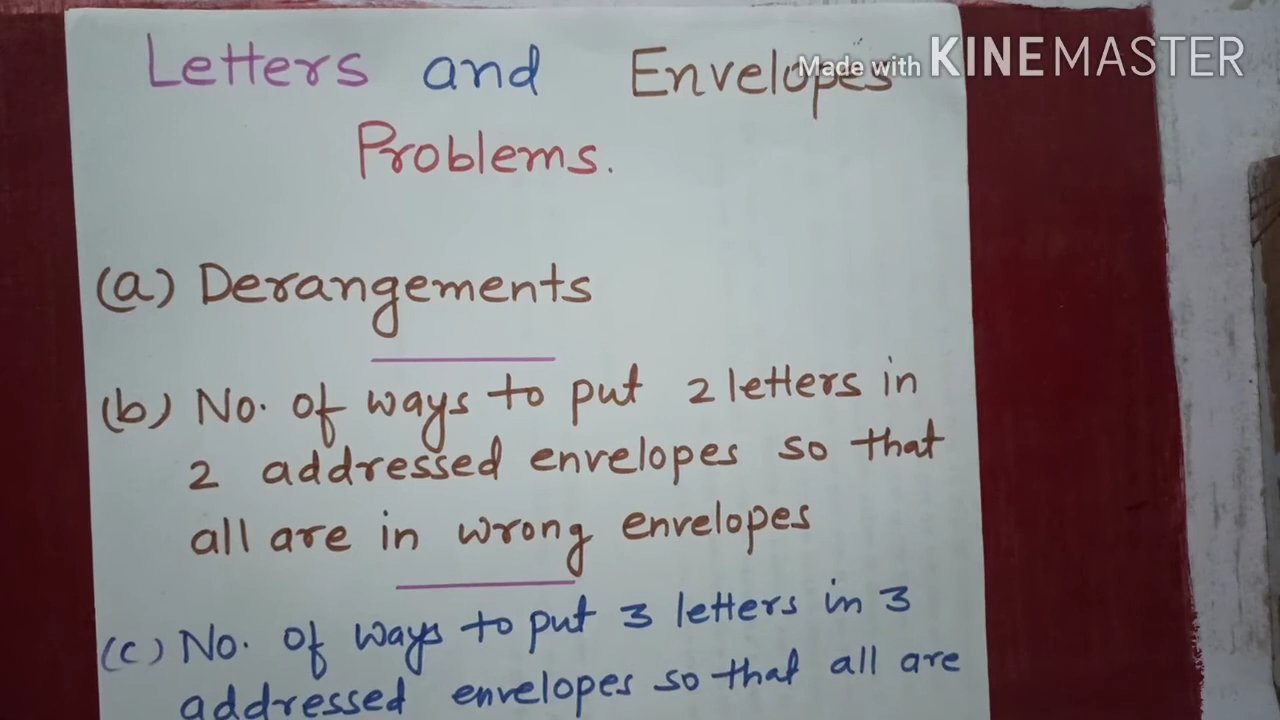 Letters and Envelopes
Made with KINEMASTER
Problems.
(a) Derangements
(b) No. of ways to put 2 letters in
2 addressed envelopes so that
all are in wrong envelopes
(c) No. of ways to put 3 letters in 3
addressed envelopes so that all are